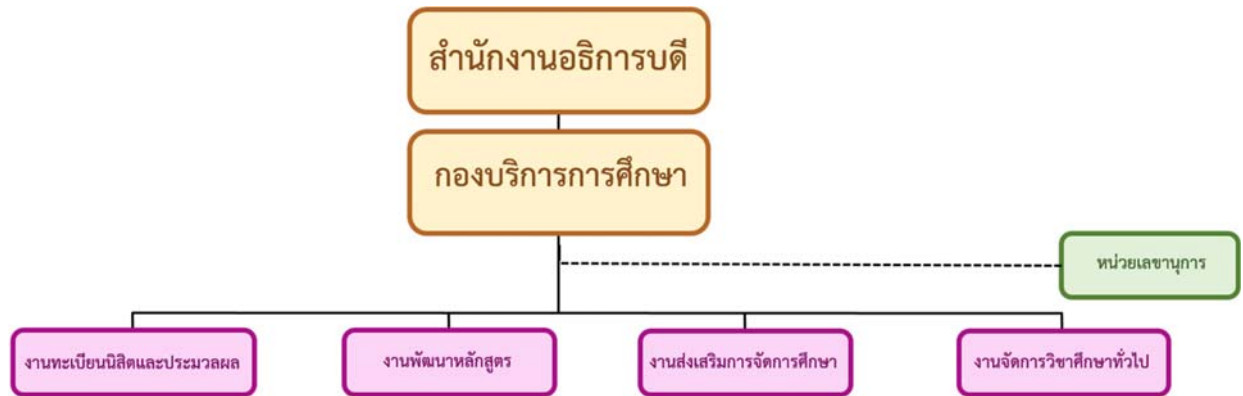 สำนักงานอธิการบดี
กองบริการการศึกษา
หน่วยเลขานุการ
งานทะเบียนนิสิตและประมวลผล
งานพัฒนาหลักสูตร
งานส่งเสริมการจัดการศึกษา
งานจัดการวิชาศึกษาทั่วไป